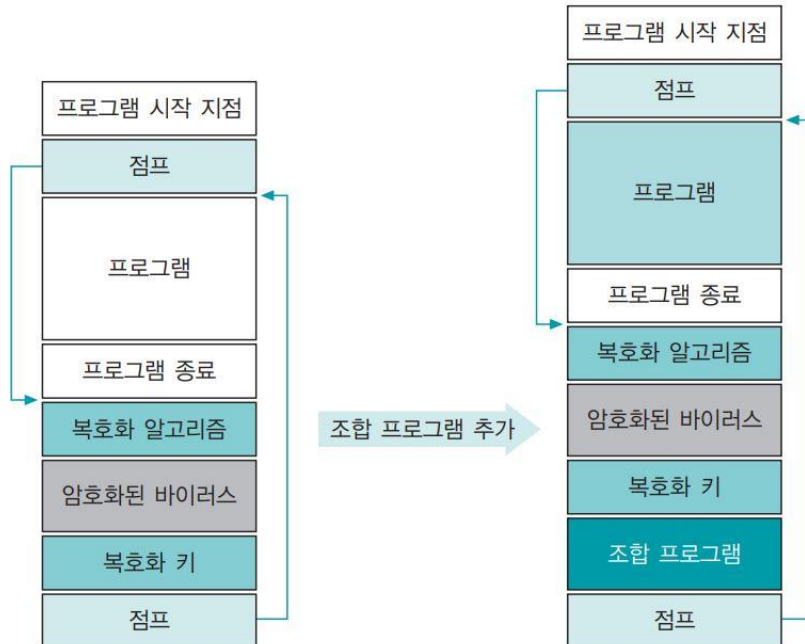 프로그램 시작 지점
점프
프로그램
프로그램 종료
복호화 알고리즘
암호화된 바이러스
복호화 키
점프
조합 프로그램 추가
프로그램 시작 지점
점프
프로그램
프로그램 종료
복호화 알고리즘
암호화된 바이러스
복호화 키
조합 프로그램
점프